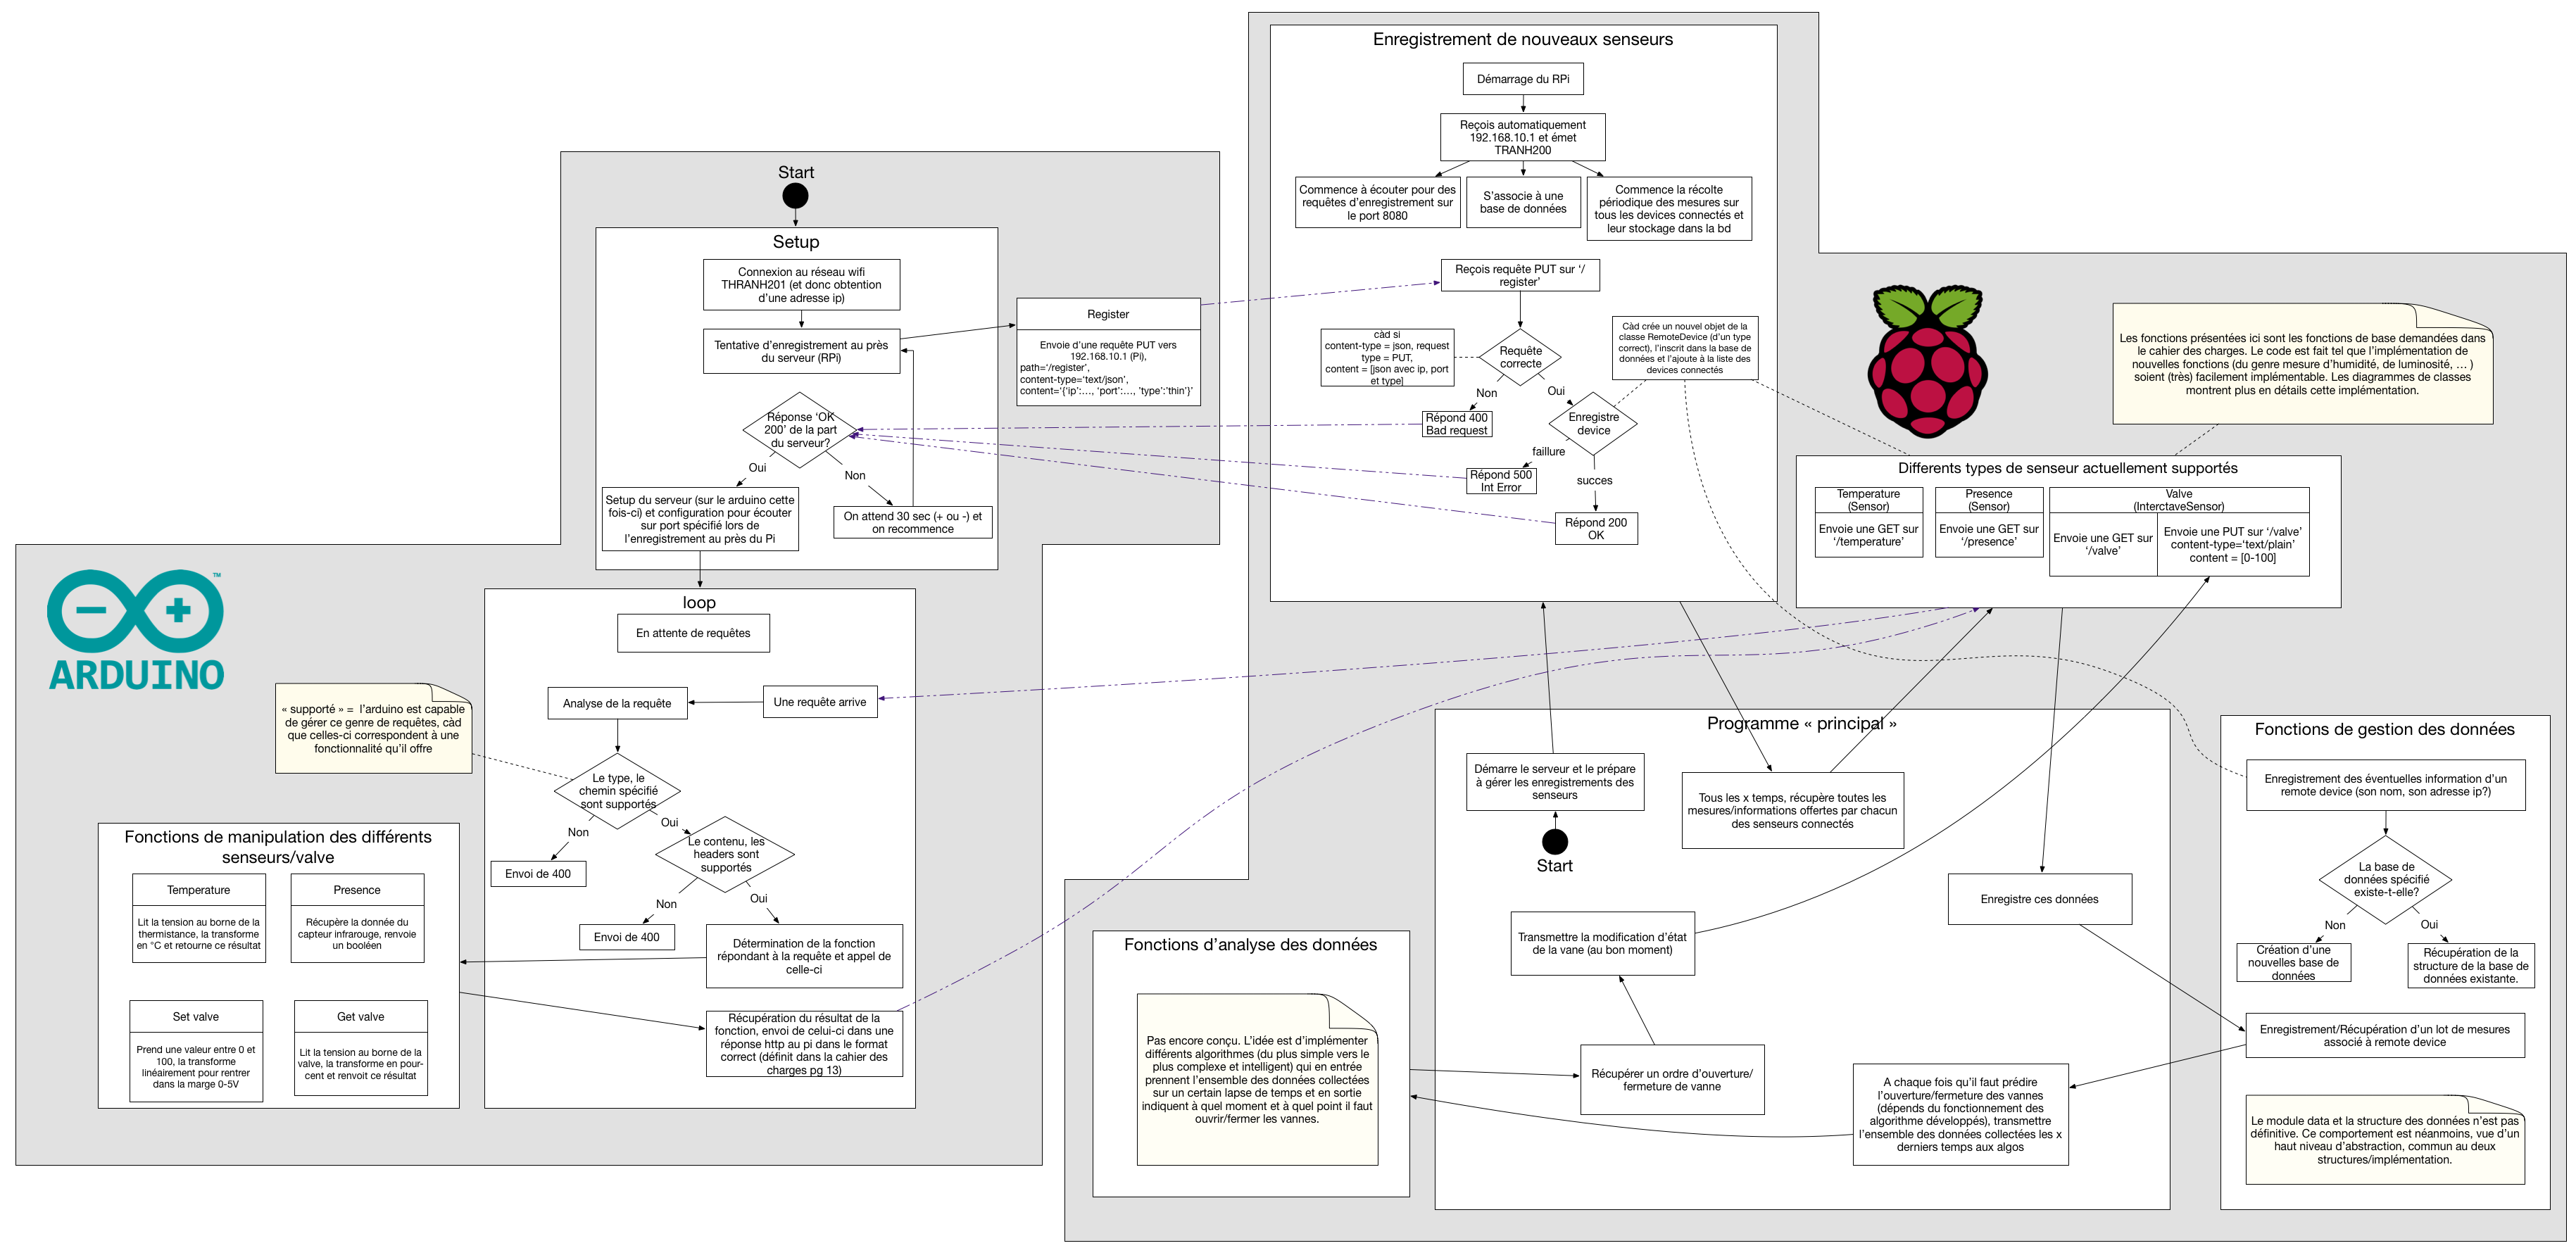 Start
Setup
Connexion au réseau wifi
THRANH201 (et donc obtention
d'une adresse ip)
Tentative d'enregistrement au près
du serveur (RPi)
Réponse 'OK
200' de la part
du serveur?
Oui
Non
Setup du serveur (sur le arduino cette
fois-ci) et configuration pour écouter
sur port spécifié lors de
l'enregistrement au près du Pi
On attend 30 sec (+ ou -) et
on recommence
Register
Envoie d'une requête PUT vers
192.168.10.1 (Pi),
path='/register',
content-type='text/json',
content='{'ip':…, 'port':…, 'type':'thin'}'
ARDUINO
TM
loop
En attente de requêtes
Analyse de la requête
Une requête arrive
« supporté » = l'arduino est capable
de gérer ce genre de requêtes, càd
que celles-ci correspondent à une
fonctionnalité qu'il offre
Le type, le
chemin spécifié
sont supportés
Non
Oui
Envoi de 400
Le contenu, les
headers sont
supportés
Non
Oui
Envoi de 400
Détermination de la fonction
répondant à la requête et appel de
celle-ci
Récupération du résultat de la
fonction, envoi de celui-ci dans une
réponse http au pi dans le format
correct (définit dans la cahier des
charges pg 13)
Fonctions de manipulation des différents
senseurs/valve
Temperature
Lit la tension au borne de la
thermistance, la transforme
en °C et retourne ce résultat
Presence
Récupère la donnée du
capteur infrarouge, renvoie
un booléen
Set valve
Prend une valeur entre 0 et
100, la transforme
linéairement pour rentrer
dans la marge 0-5V
Get valve
Lit la tension au borne de la
valve, la transforme en pour-
cent et renvoit ce résultat
Enregistrement de nouveaux senseurs
Démarrage du RPi
Reçois automatiquement
192.168.10.1 et émet
TRANH200
Commence à écouter pour des
requêtes d'enregistrement sur
le port 8080
S'associe à une
base de données
Commence la récolte
périodique des mesures sur
tous les devices connectés et
leur stockage dans la bd
Reçois requête PUT sur '/
register'
càd si
content-type = json, request
type = PUT,
content = [json avec ip, port
et type]
Requête
correcte
Càd crée un nouvel objet de la
classe RemoteDevice (d'un type
correct), l'inscrit dans la base de
données et l'ajoute à la liste des
devices connectés
Non
Oui
Répond 400
Bad request
Enregistre
device
faillure
succes
Répond 500
Int Error
Répond 200
OK
Les fonctions présentées ici sont les fonctions de base demandées dans
le cahier des charges. Le code est fait tel que l'implémentation de
nouvelles fonctions (du genre mesure d'humidité, de luminosité, … )
soient (très) facilement implémentable. Les diagrammes de classes
montrent plus en détails cette implémentation.
Differents types de senseur actuellement supportés
Temperature
(Sensor)
Envoie une GET sur
'/temperature'
Presence
(Sensor)
Envoie une GET sur
'/presence'
Valve
(InterctaveSensor)
Envoie une GET sur
'/valve'
Envoie une PUT sur '/valve'
content-type='text/plain'
content = [0-100]
Programme « principal »
Démarre le serveur et le prépare
à gérer les enregistrements des
senseurs
Start
Tous les x temps, récupère toutes les
mesures/informations offertes par chacun
des senseurs connectés
Enregistre ces données
Transmettre la modification d'état
de la vane (au bon moment)
Récupérer un ordre d'ouverture/
fermeture de vanne
A chaque fois qu'il faut prédire
l'ouverture/fermeture des vannes
(dépends du fonctionnement des
algorithme développés), transmettre
l'ensemble des données collectées les x
derniers temps aux algos
Fonctions d'analyse des données
Pas encore conçu. L'idée est d'implémenter
différents algorithmes (du plus simple vers le
plus complexe et intelligent) qui en entrée
prennent l'ensemble des données collectées
sur un certain lapse de temps et en sortie
indiquent à quel moment et à quel point il faut
ouvrir/fermer les vannes.
Fonctions de gestion des données
Enregistrement des éventuelles information d'un
remote device (son nom, son adresse ip?)
La base de
données spécifié
existe-t-elle?
Non
Oui
Création d'une
nouvelles base de
données
Récupération de la
structure de la base de
données existante.
Enregistrement/Récupération d'un lot de mesures
associé à remote device
Le module data et la structure des données n'est pas
définitive. Ce comportement est néanmoins, vue d'un
haut niveau d'abstraction, commun au deux
structures/implémentation.